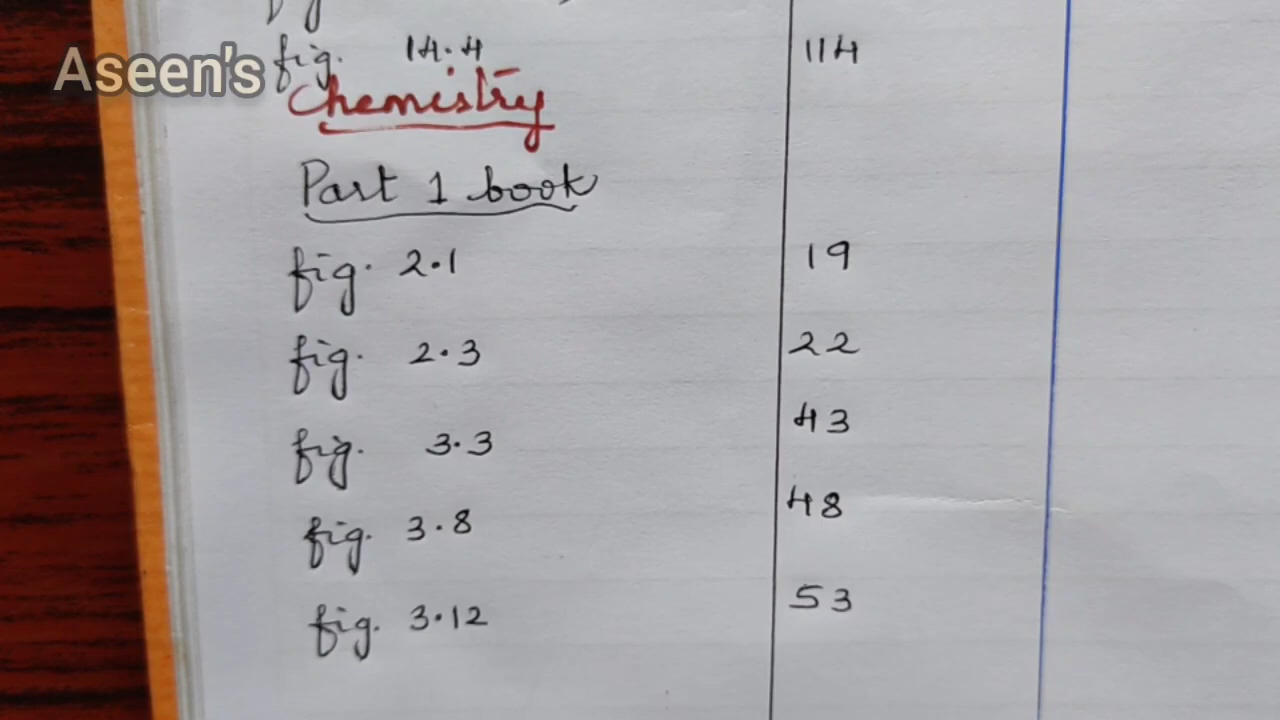 Aseen's
fig. 14.4 114
Chemistry
Part 1 book
fig. 2.1 19
fig. 2.3 22
fig. 3.3 43
fig. 3.8 48
fig. 3.12 53